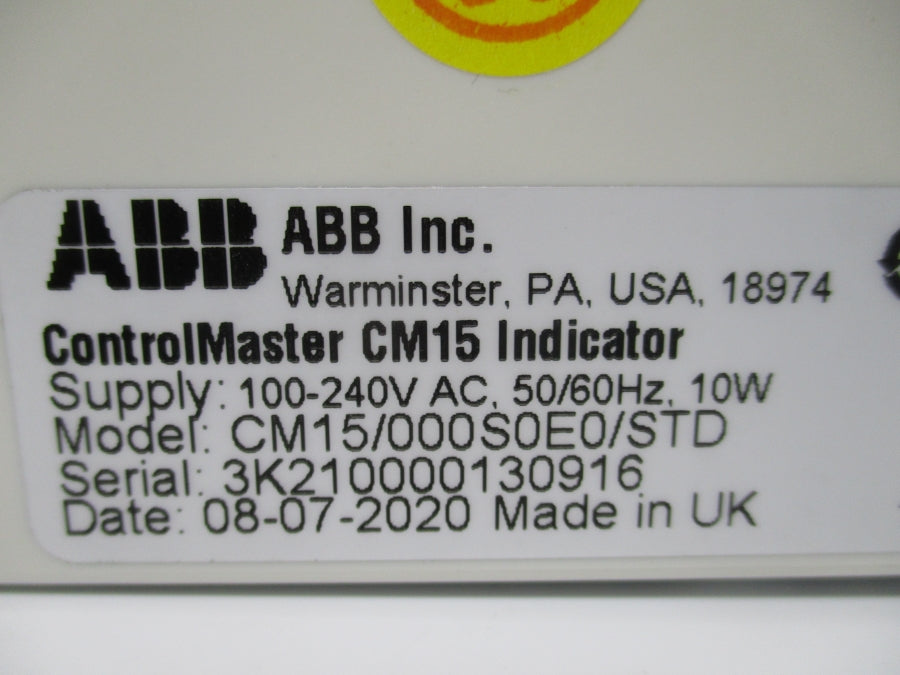 ABB ABB Inc.
Warminster, PA, USA, 18974
ControlMaster CM15 Indicator
Supply: 100-240V AC, 50/60Hz, 10W
Model: CM15/000S0E0/STD
Serial: 3K210000130916
Date: 08-07-2020 Made in UK